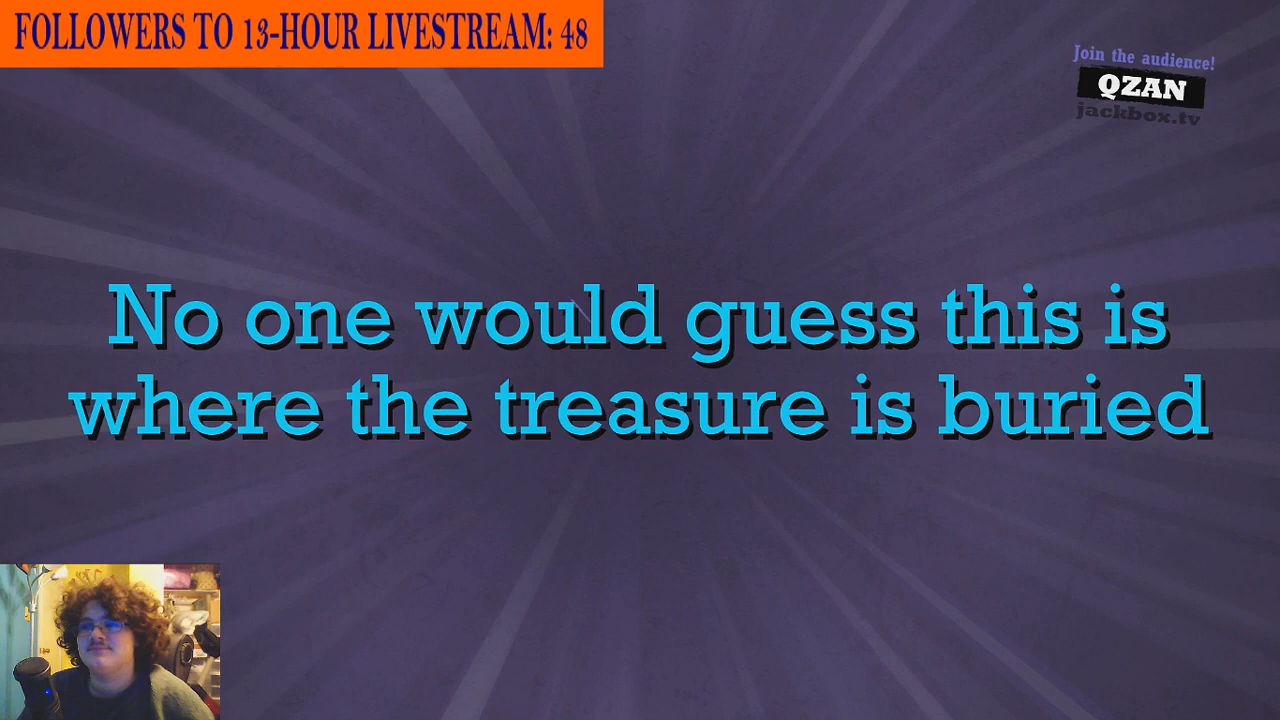 FOLLOWERS TO 13-HOUR LIVESTREAM: 48
Join the audience!
QZAN
jackbox.tv
No one would guess this is
where the treasure is buried